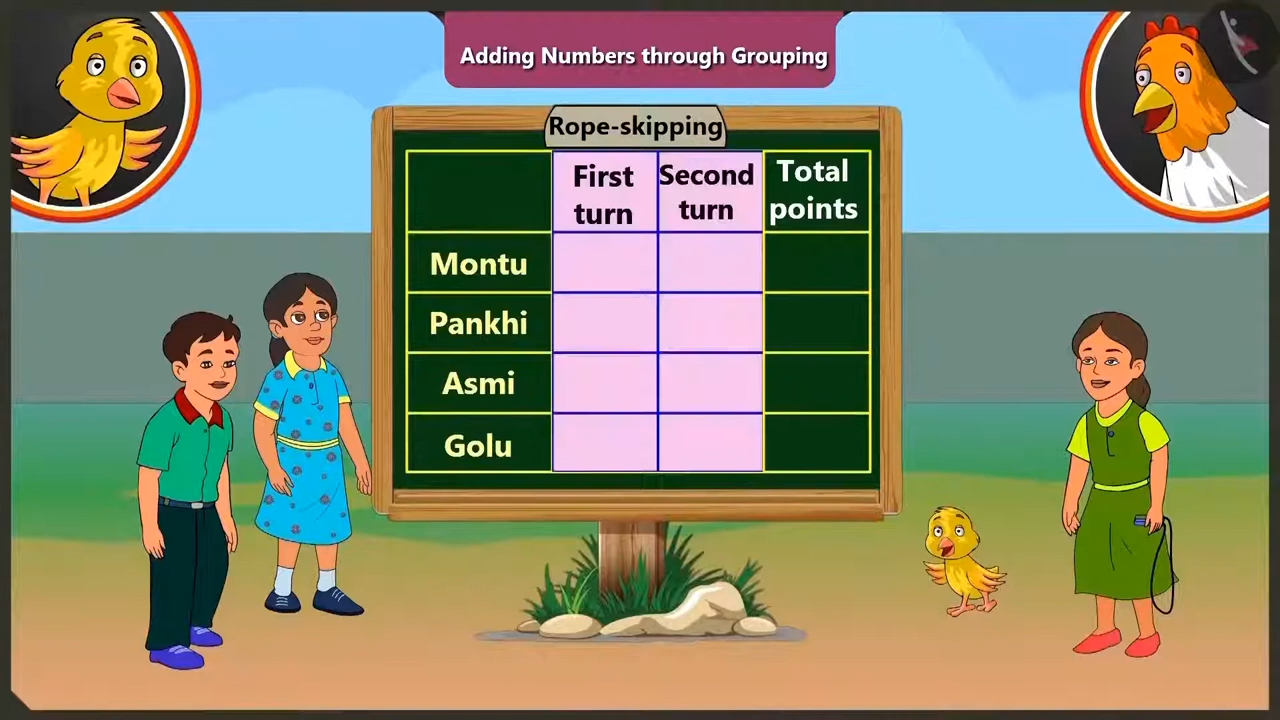 Adding Numbers through Grouping
Rope-skipping
First turn
Second turn
Total points
Montu
Pankhi
Asmi
Golu